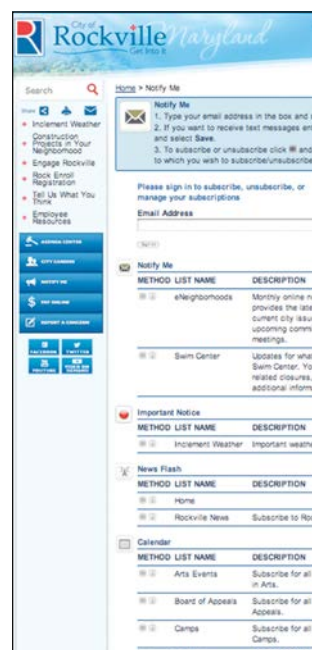 City of
Rockville Maryland
Get Into It
Search
Home > Notify Me
Share
Inclement Weather
Construction
Projects in Your
Neighborhood
Engage Rockville
Rock Enroll
Registration
Tell Us What You
Think
Employee
Resources
AGENDA CENTER
CITY CAREERS
NOTIFY ME
PAY ONLINE
REPORT A CONCERN
FACEBOOK TWITTER
YOUTUBE
Notify Me
1. Type your email address in the box and
2. If you want to receive text messages en
and select Save.
3. To subscribe or unsubscribe click and
to which you wish to subscribe/unsubscribe
Please sign in to subscribe, unsubscribe, or
manage your subscriptions
Email Address
Sign In
Notify Me
METHOD LIST NAME DESCRIPTION
eNeighborhoods Monthly online n
provides the late
current city issu
upcoming commu
meetings.
Swim Center Updates for what
Swim Center. Yo
related closures,
additional inform
Important Notice
METHOD LIST NAME DESCRIPTION
Inclement Weather Important weathe
News Flash
METHOD LIST NAME DESCRIPTION
Home
Rockville News Subscribe to Roc
Calendar
METHOD LIST NAME DESCRIPTION
Arts Events Subscribe for all
in Arts.
Board of Appeals Subscribe for all
Appeals.
Camps Subscribe for all
Camps.